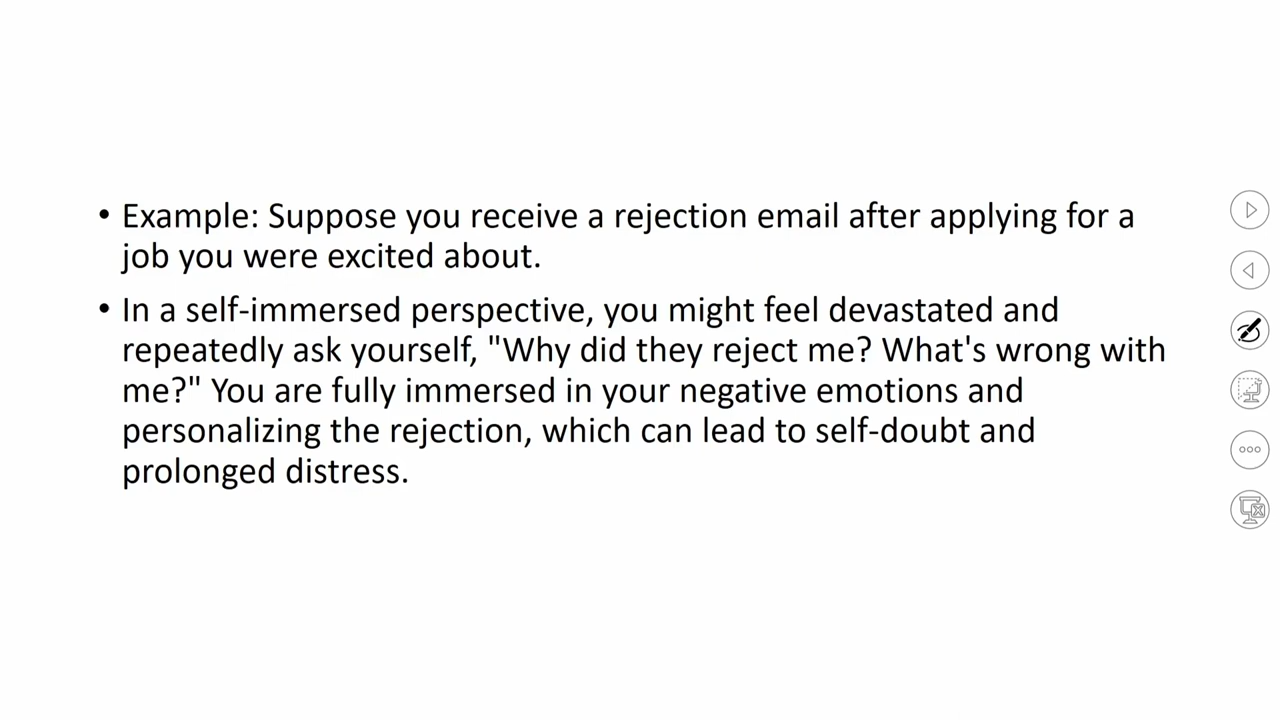 • Example: Suppose you receive a rejection email after applying for a
job you were excited about.
• In a self-immersed perspective, you might feel devastated and
repeatedly ask yourself, "Why did they reject me? What's wrong with
me?" You are fully immersed in your negative emotions and
personalizing the rejection, which can lead to self-doubt and
prolonged distress.